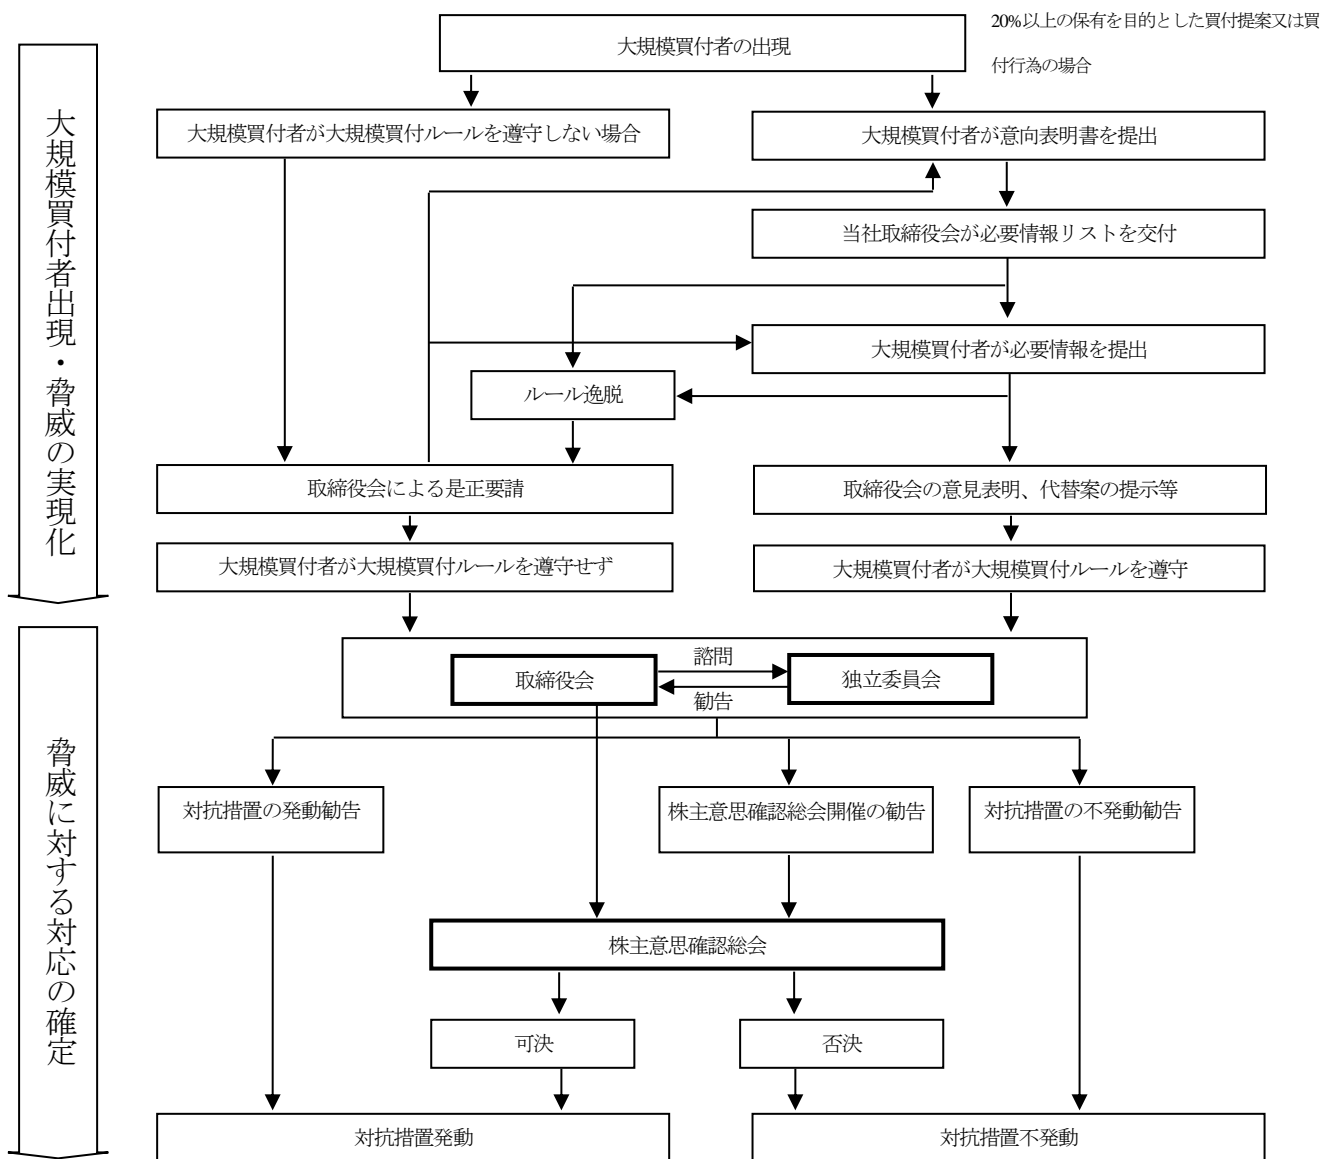 20%以上の保有を目的とした買付提案又は買
付行為の場合
大規模買付者の出現
大規模買付者出現・脅威の実現化
大規模買付者が大規模買付ルールを遵守しない場合
大規模買付者が意向表明書を提出
当社取締役会が必要情報リストを交付
大規模買付者が必要情報を提出
ルール逸脱
取締役会による是正要請
取締役会の意見表明、代替案の提示等
大規模買付者が大規模買付ルールを遵守せず
大規模買付者が大規模買付ルールを遵守
脅威に対する対応の確定
取締役会
諮問
勧告
独立委員会
対抗措置の発動勧告
株主意思確認総会開催の勧告
対抗措置の不発動勧告
株主意思確認総会
可決
否決
対抗措置発動
対抗措置不発動